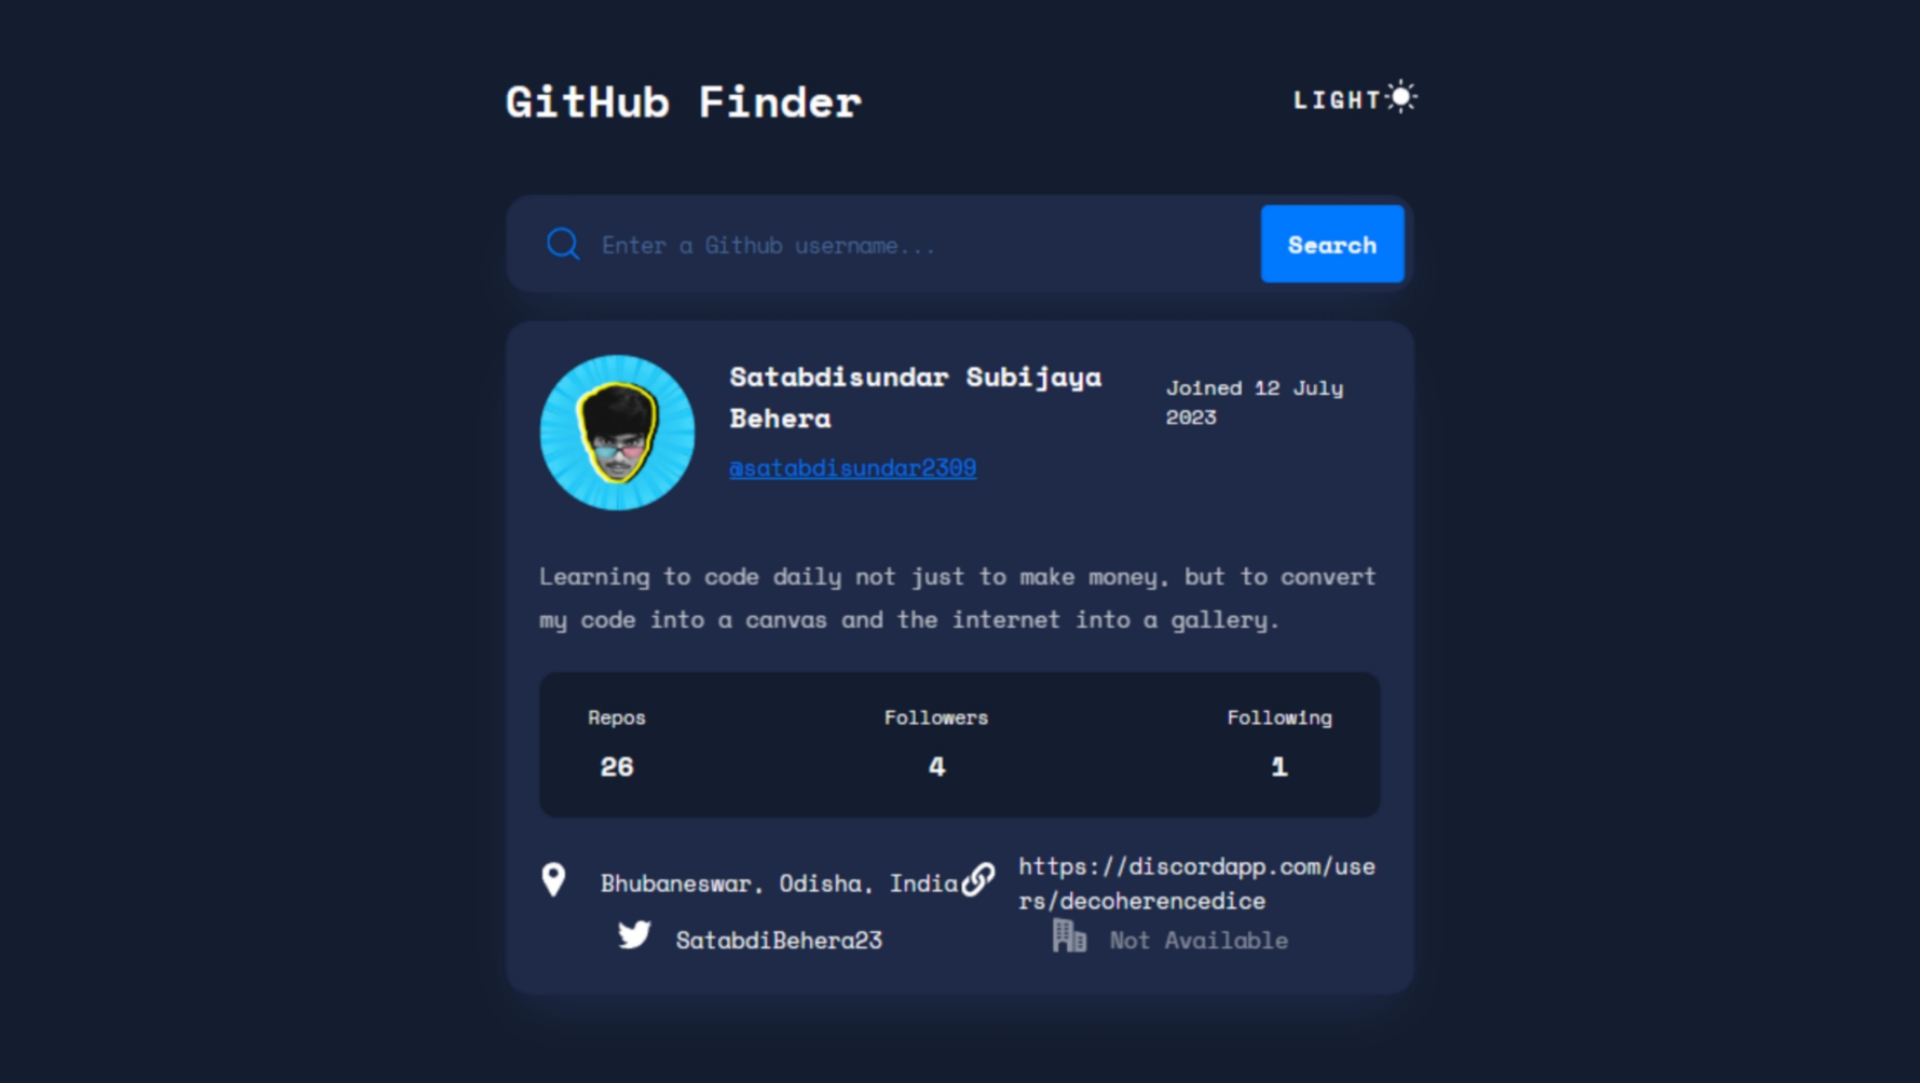 GitHub Finder
LIGHT
Enter a Github username...
Search
Satabdisundar Subijaya
Behera
Joined 12 July
2023
@satabdisundar2309
Learning to code daily not just to make money, but to convert
my code into a canvas and the internet into a gallery.
Repos
Followers
Following
26
4
1
Bhubaneswar, Odisha, India
https://discordapp.com/use
rs/decoherencedice
SatabdiBehera23
Not Available